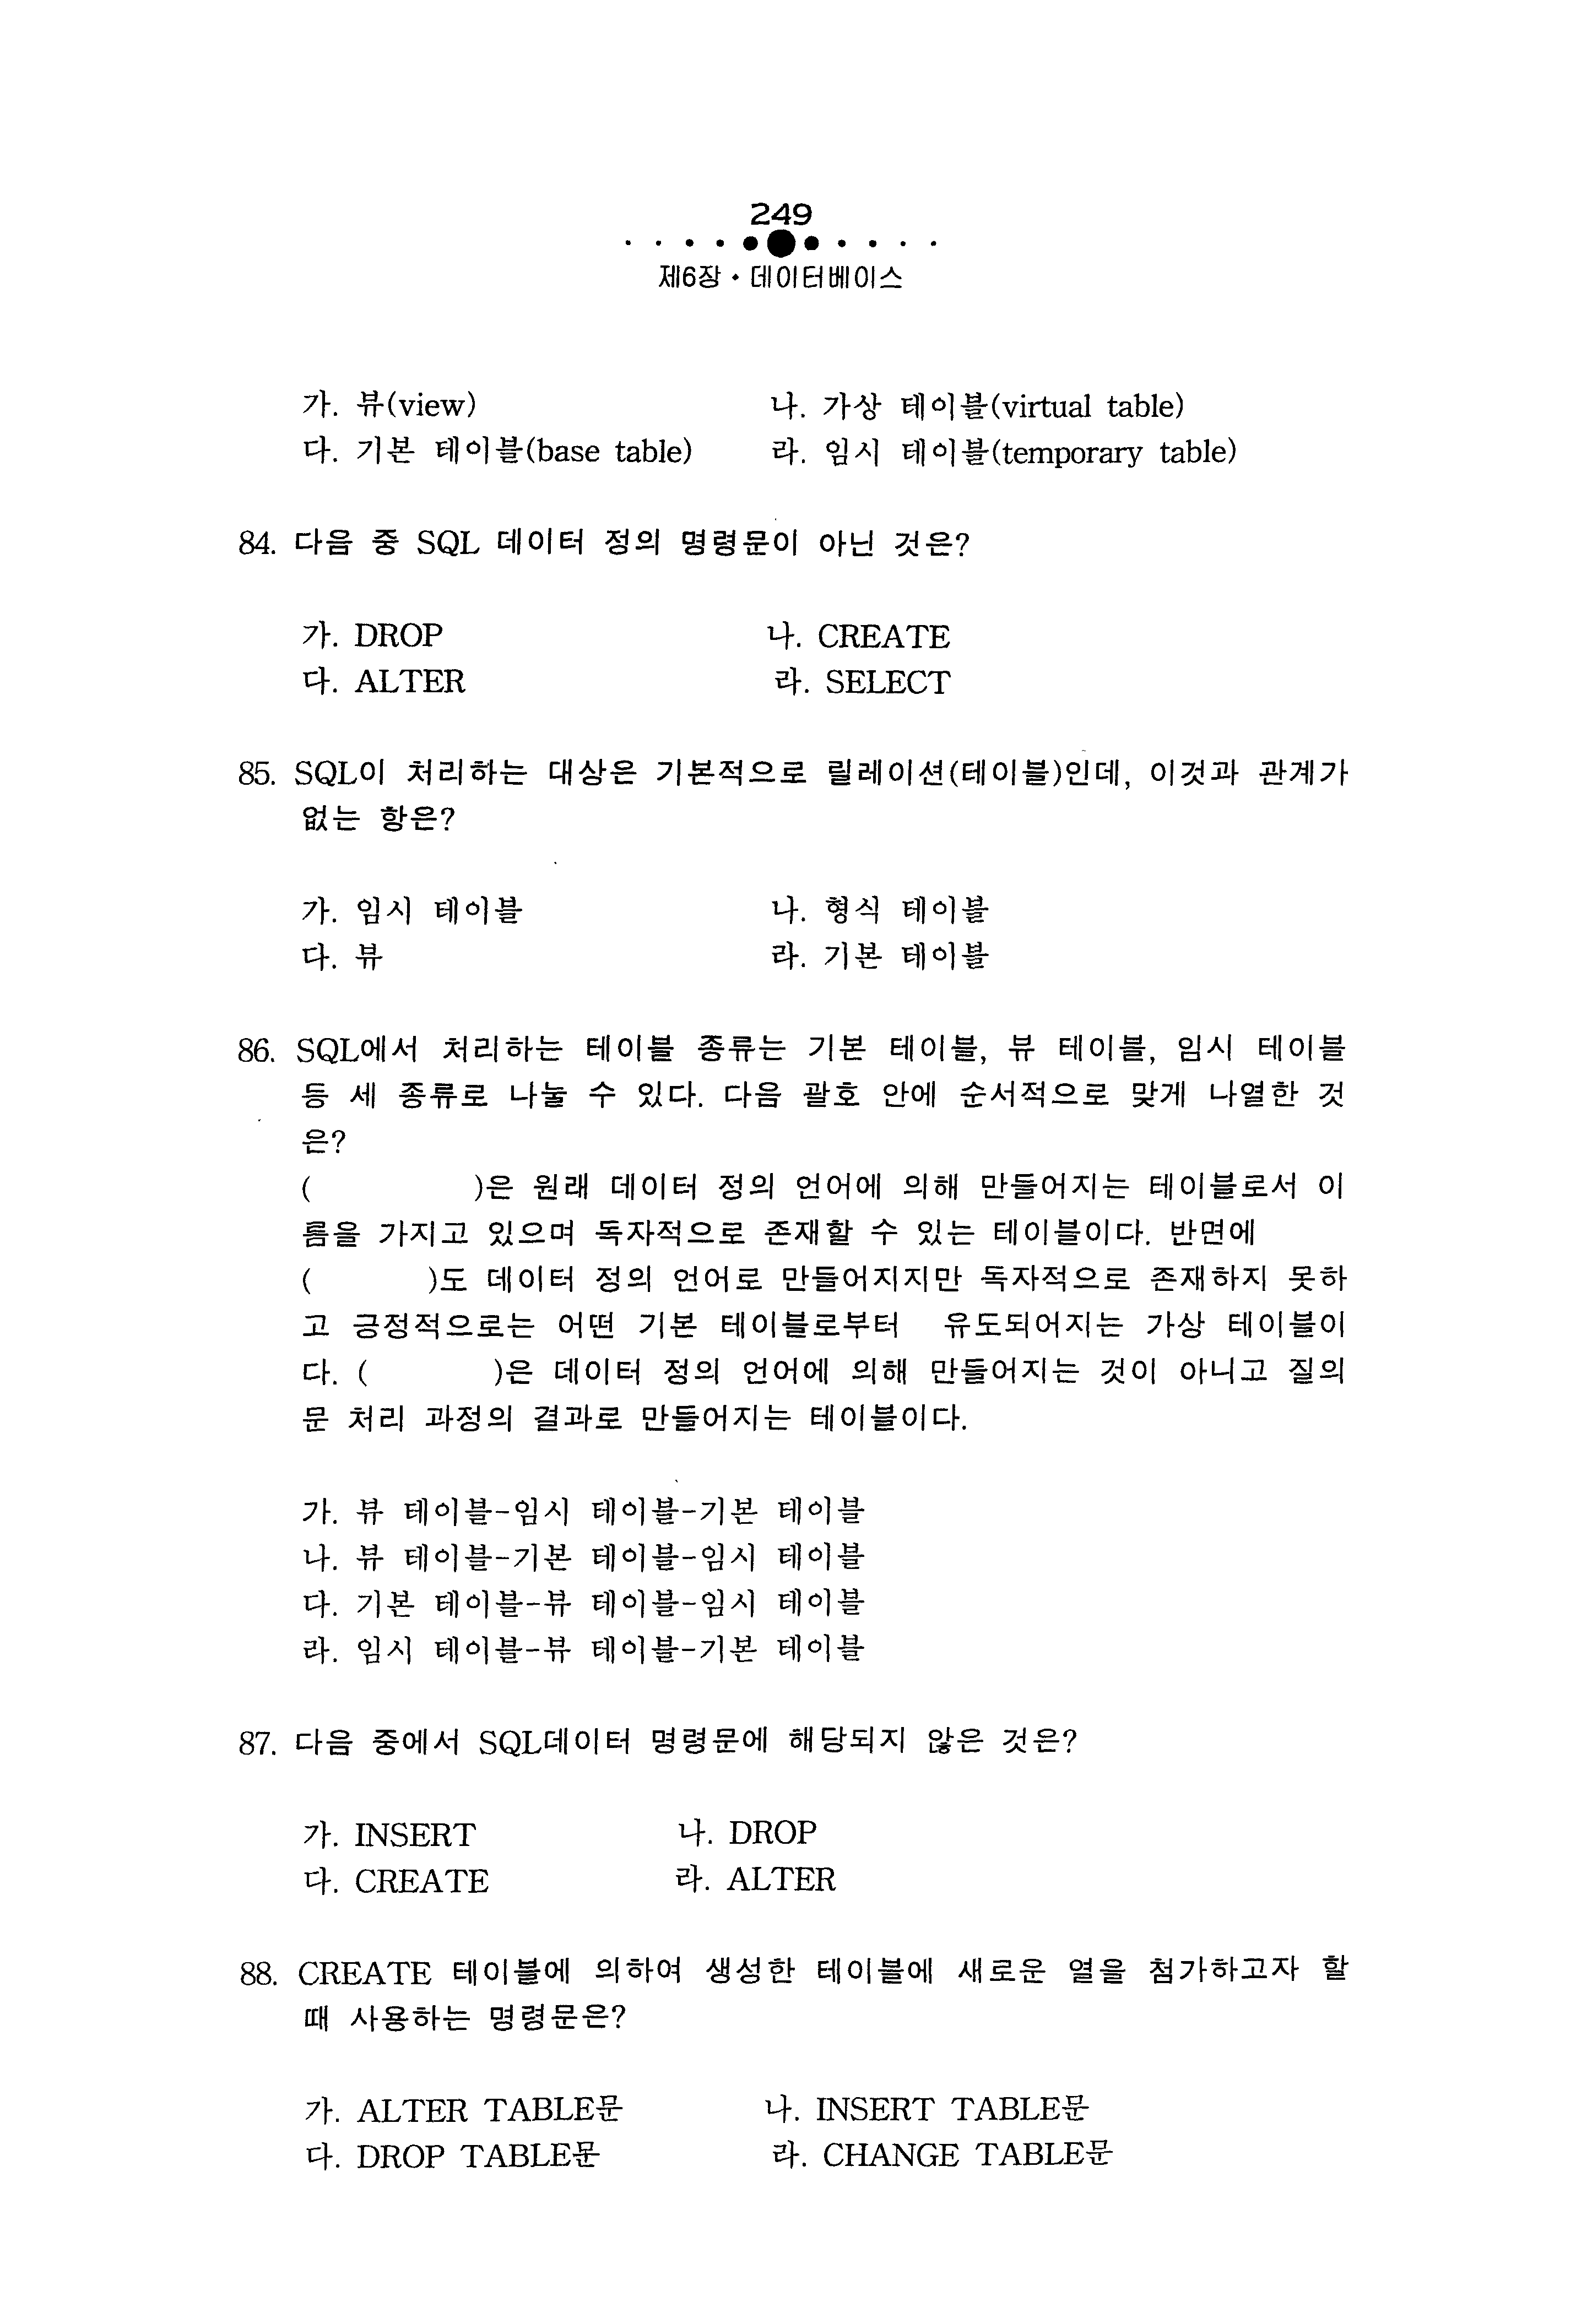 249
제6장 • 데이터베이스
가. 뷰(view) 나. 가상 테이블(virtual table)
다. 기본 테이블(base table) 라. 임시 테이블(temporary table)
84. 다음 중 SQL 데이터 정의 명령문이 아닌 것은?
가. DROP 나. CREATE
다. ALTER 라. SELECT
85. SQL이 처리하는 대상은 기본적으로 릴레이션(테이블)인데, 이것과 관계가
없는 항은?
가. 임시 테이블 나. 형식 테이블
다. 뷰 라. 기본 테이블
86. SQL에서 처리하는 테이블 종류는 기본 테이블, 뷰 테이블, 임시 테이블
등 세 종류로 나눌 수 있다. 다음 괄호 안에 순서적으로 맞게 나열한 것
은?
( )은 원래 데이터 정의 언어에 의해 만들어지는 테이블로서 이
름을 가지고 있으며 독자적으로 존재할 수 있는 테이블이다. 반면에
( )도 데이터 정의 언어로 만들어지지만 독자적으로 존재하지 못하
고 긍정적으로는 어떤 기본 테이블로부터 유도되어지는 가상 테이블이
다. ( )은 데이터 정의 언어에 의해 만들어지는 것이 아니고 질의
문 처리 과정의 결과로 만들어지는 테이블이다.
가. 뷰 테이블-임시 테이블-기본 테이블
나. 뷰 테이블-기본 테이블-임시 테이블
다. 기본 테이블-뷰 테이블-임시 테이블
라. 임시 테이블-뷰 테이블-기본 테이블
87. 다음 중에서 SQL데이터 명령문에 해당되지 않은 것은?
가. INSERT 나. DROP
다. CREATE 라. ALTER
88. CREATE 테이블에 의하여 생성한 테이블에 새로운 열을 첨가하고자 할
때 사용하는 명령문은?
가. ALTER TABLE문 나. INSERT TABLE문
다. DROP TABLE문 라. CHANGE TABLE문